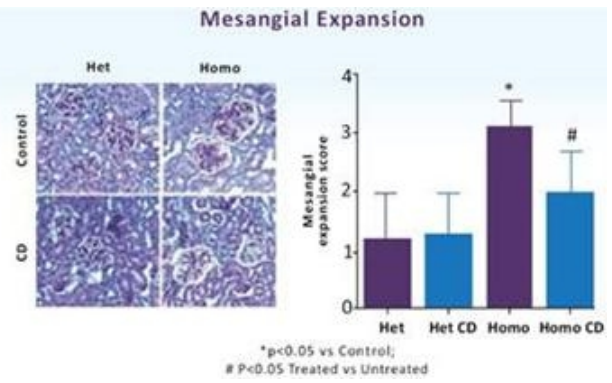 Mesangial Expansion
Het Homo
Control
CD
Mesangial
expansion score
4
3
2
1
0
*
#
Het Het CD Homo Homo CD
*p<0.05 vs Control;
# P<0.05 Treated vs Untreated